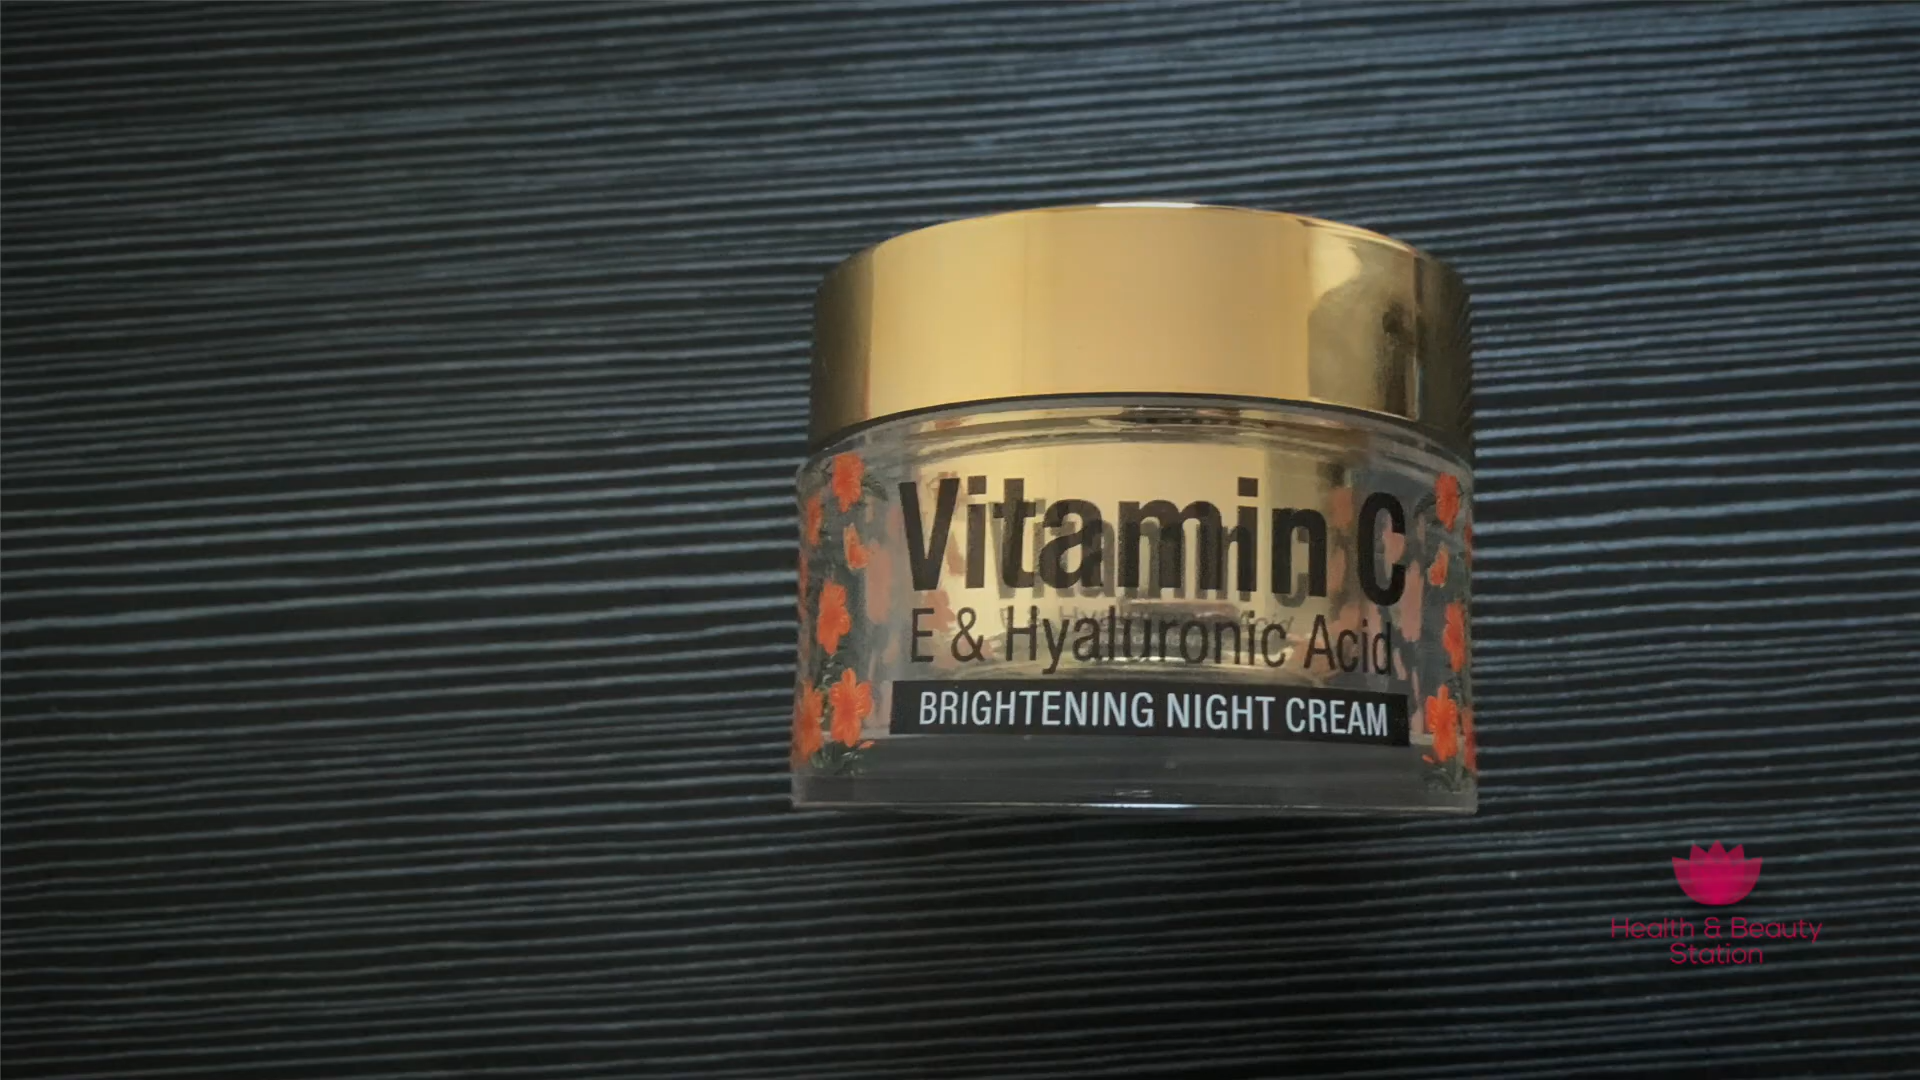 Vitamin C
E & Hyaluronic Acid
BRIGHTENING NIGHT CREAM
Health & Beauty
Station